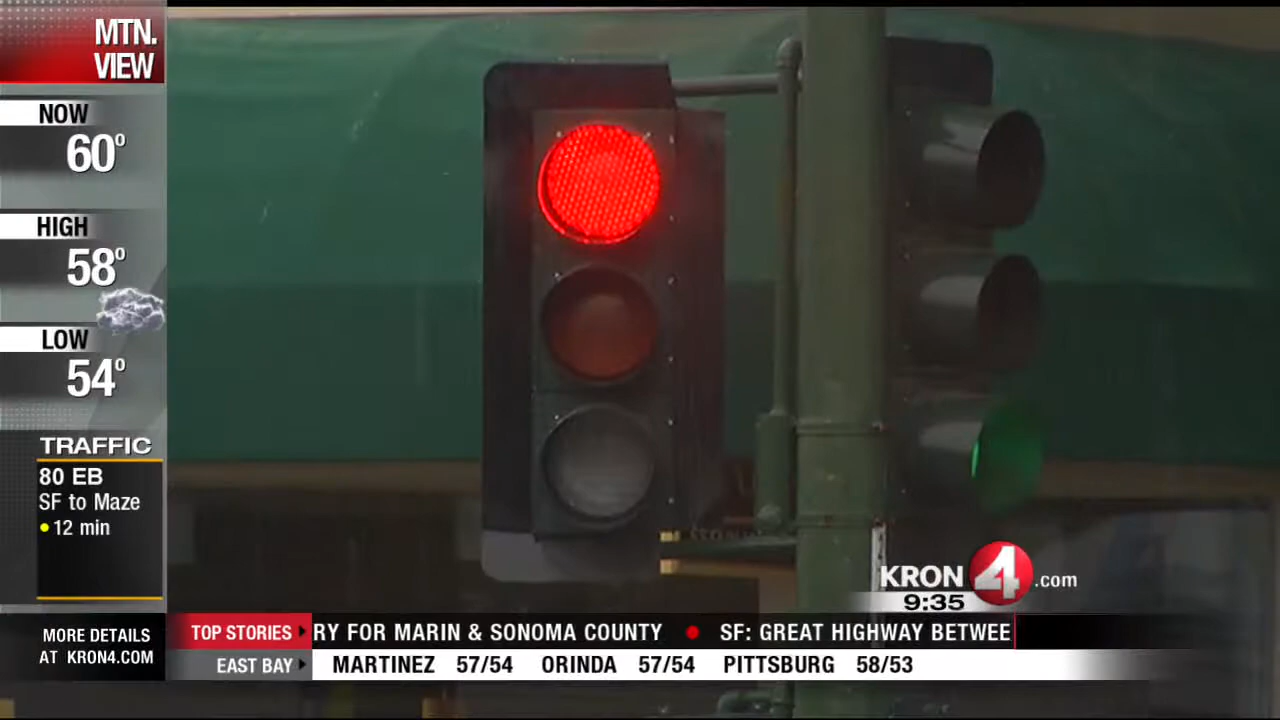 MTN.
VIEW
NOW
60°
HIGH
58°
LOW
54°
TRAFFIC
80 EB
SF to Maze
12 min
MORE DETAILS
AT KRON4.COM
KRON 4.com
9:35
TOP STORIES
RY FOR MARIN & SONOMA COUNTY • SF: GREAT HIGHWAY BETWEE
EAST BAY
MARTINEZ 57/54 ORINDA 57/54 PITTSBURG 58/53